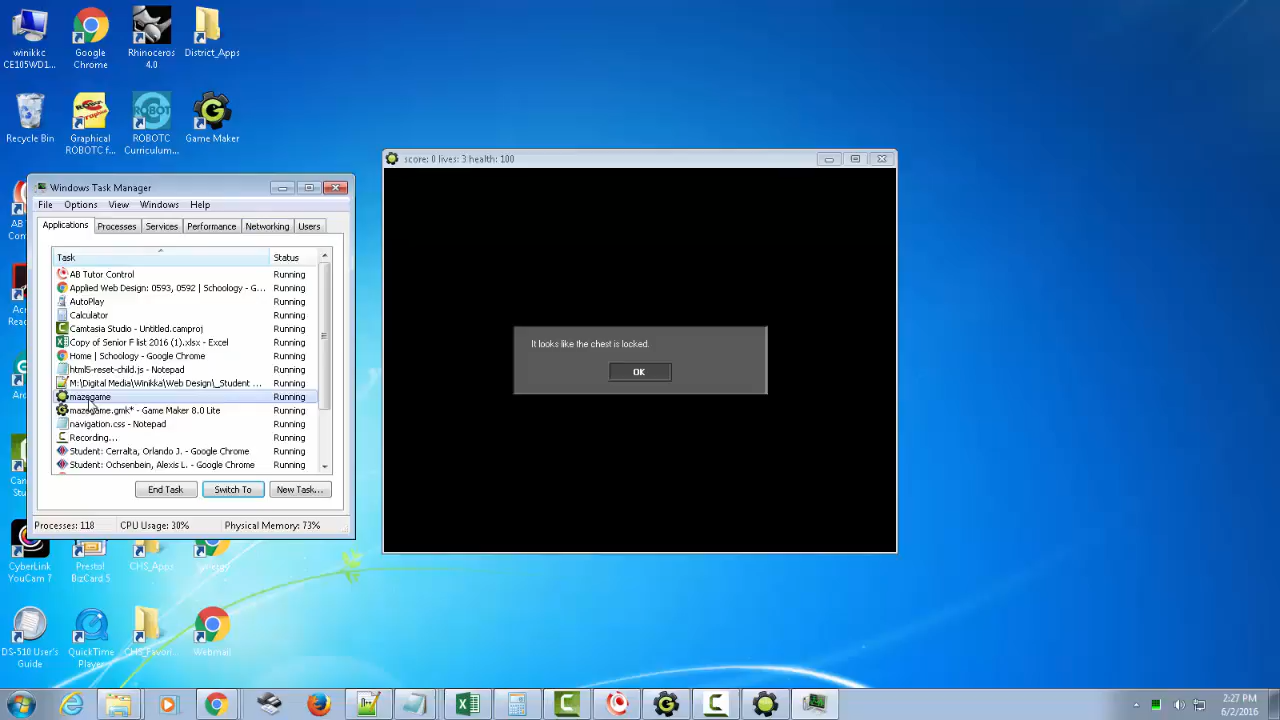 winikkc
CE105WD1...
Google
Chrome
Rhinoceros
4.0
District_Apps
Recycle Bin
Graphical
ROBOTC f...
ROBOTC
Curriculum...
Game Maker
score: 0 lives: 3 health: 100
It looks like the chest is locked.
OK
Windows Task Manager
File Options View Windows Help
Applications Processes Services Performance Networking Users
Task Status
AB Tutor Control Running
Applied Web Design: 0593, 0592 | Schoology - G... Running
AutoPlay Running
Calculator Running
Camtasia Studio - Untitled.camproj Running
Copy of Senior F list 2016 (1).xlsx - Excel Running
Home | Schoology - Google Chrome Running
html5-reset-child.js - Notepad Running
M:\Digital Media\Winikka\Web Design\_Student ... Running
mazegame Running
mazegame.gmk* - Game Maker 8.0 Lite Running
navigation.css - Notepad Running
Recording... Running
Student: Cerralta, Orlando J. - Google Chrome Running
Student: Ochsenbein, Alexis L. - Google Chrome Running
End Task Switch To New Task...
Processes: 118 CPU Usage: 30% Physical Memory: 73%
AB
CyberLink
YouCam 7
Presto!
BizCard 5
CHS_Apps
DS-510 User's
Guide
QuickTime
Player
CHS_Favori...
Webmail
2:27 PM
6/2/2016